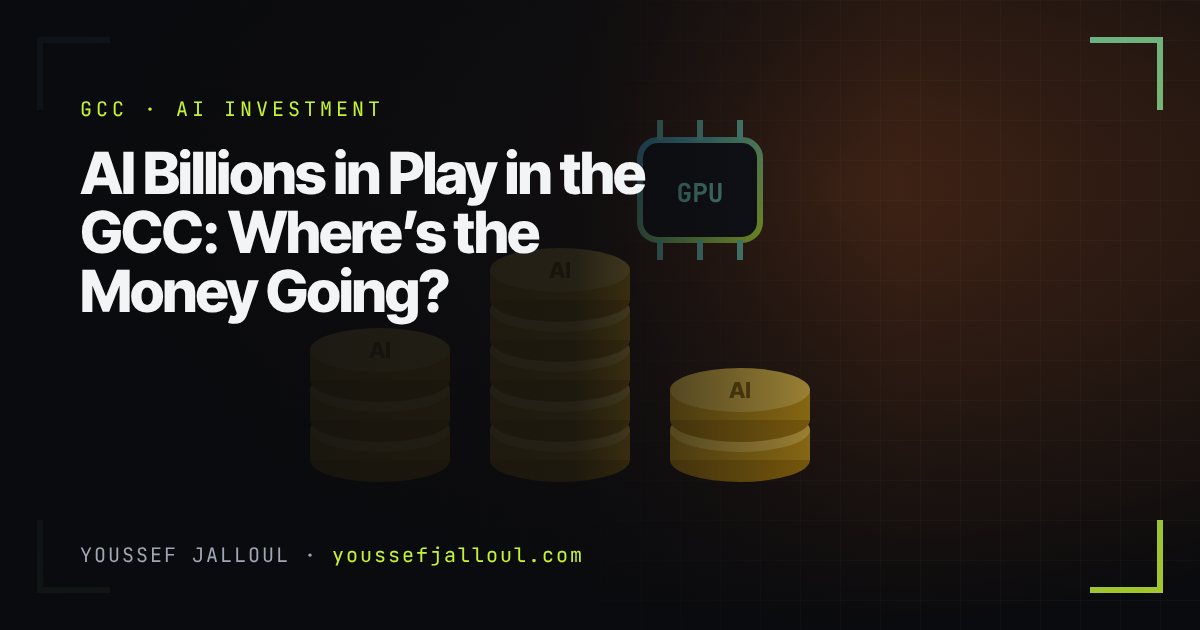 GCC · AI INVESTMENT
AI Billions in Play in the
GCC: Where’s the
Money Going?
GPU
AI
AI
AI
YOUSSEF JALLOUL · youssefjalloul.com